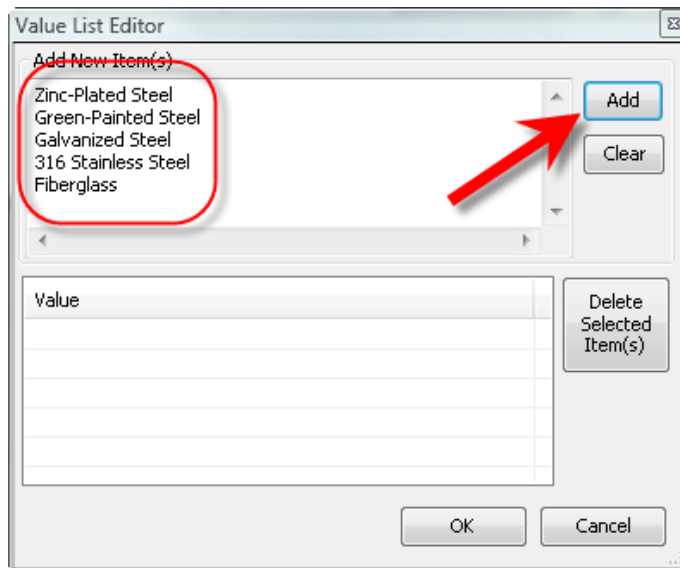 Value List Editor
Add New Item(s)
Zinc-Plated Steel
Green-Painted Steel
Galvanized Steel
316 Stainless Steel
Fiberglass
Add
Clear
Value
Delete
Selected
Item(s)
OK
Cancel